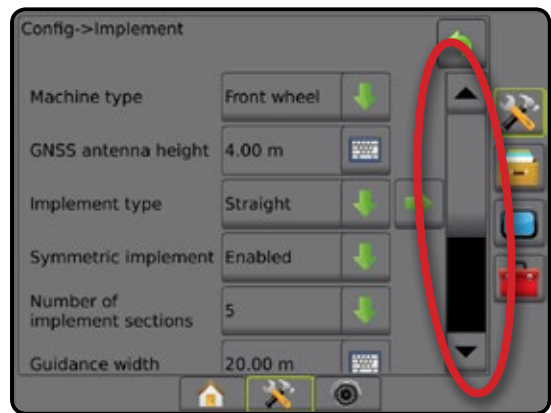 Config->Implement
Machine type Front wheel
GNSS antenna height 4.00 m
Implement type Straight
Symmetric implement Enabled
Number of
implement sections 5
Guidance width 20.00 m